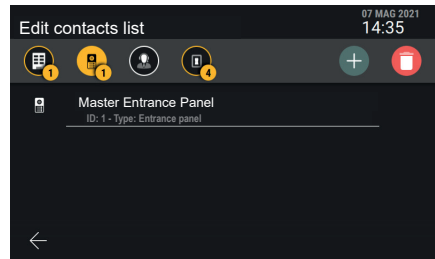 07 MAG 2021
Edit contacts list
14:35
1
1
4
Master Entrance Panel
ID: 1 - Type: Entrance panel